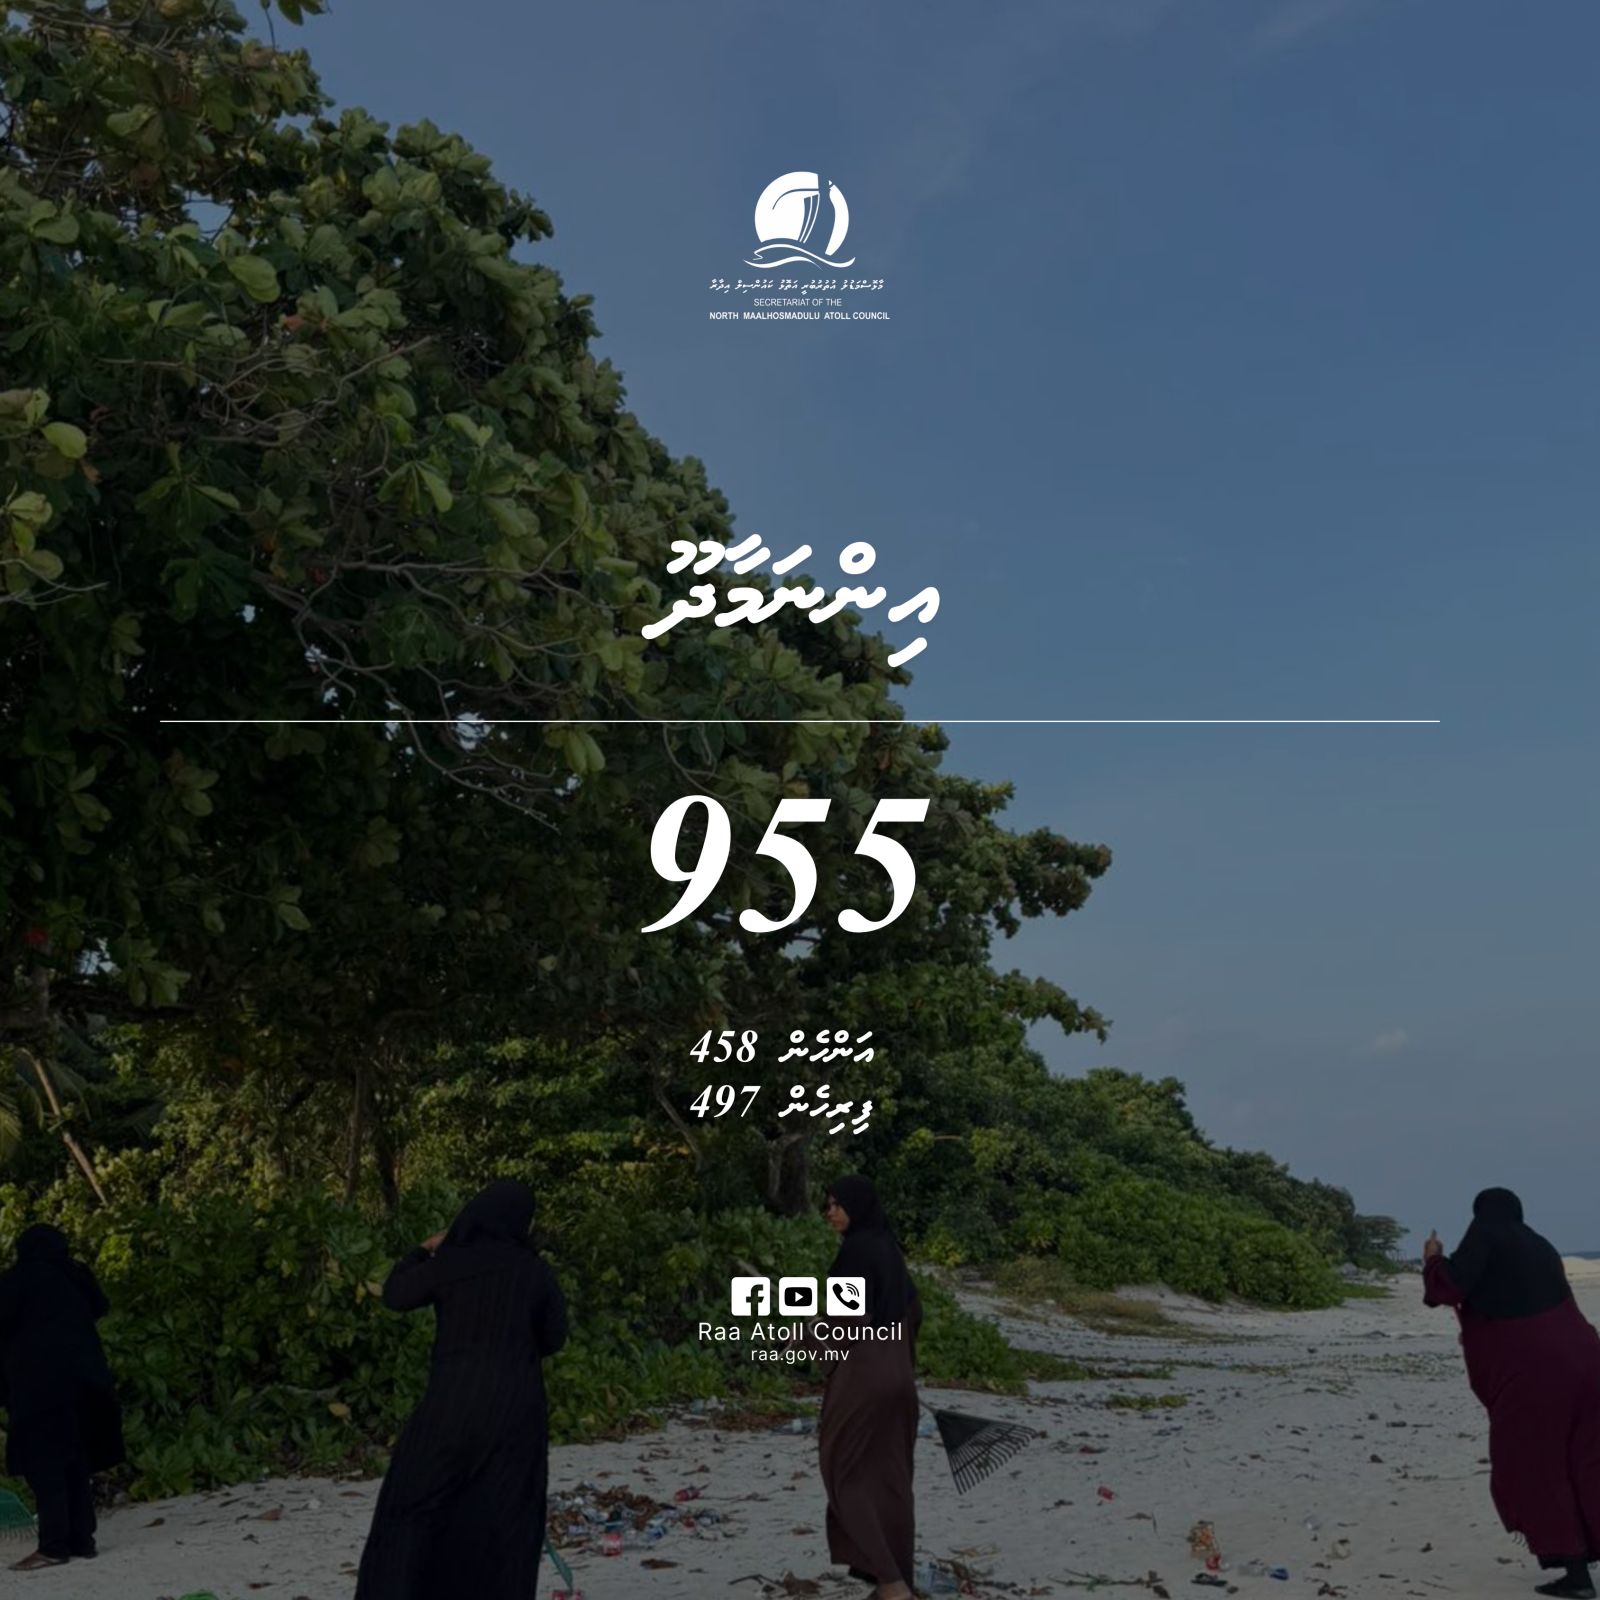 މާޅޮސްމަޑުލު އުތުރުބުރީ އަތޮޅު ކައުންސިލް އިދާރާ
SECRETARIAT OF THE
NORTH MAALHOSMADULU ATOLL COUNCIL
އިންނަމާދޫ
955
އަންހެން 458
ފިރިހެން 497
Raa Atoll Council
raa.gov.mv